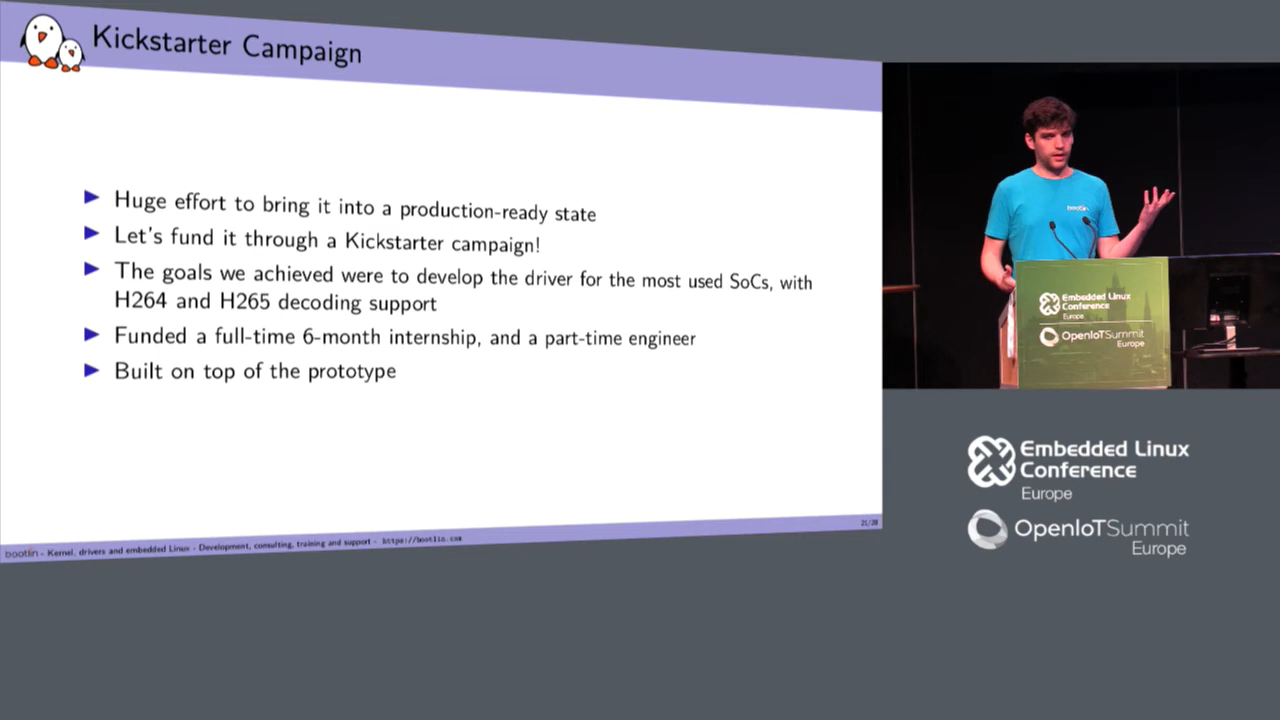 Kickstarter Campaign
Huge effort to bring it into a production-ready state
Let's fund it through a Kickstarter campaign!
The goals we achieved were to develop the driver for the most used SoCs, with
H264 and H265 decoding support
Funded a full-time 6-month internship, and a part-time engineer
Built on top of the prototype
21/28
bootlin - Kernel, drivers and embedded Linux - Development, consulting, training and support - https://bootlin.com
bootlin
Embedded Linux
Conference
Europe
OpenIoTSummit
Europe
Embedded Linux
Conference
Europe
OpenIoTSummit
Europe